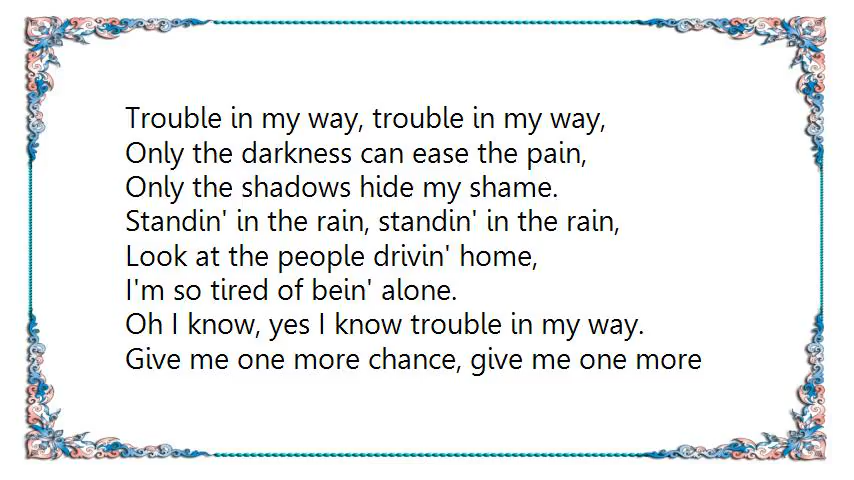 Trouble in my way, trouble in my way,
Only the darkness can ease the pain,
Only the shadows hide my shame.
Standin' in the rain, standin' in the rain,
Look at the people drivin' home,
I'm so tired of bein' alone.
Oh I know, yes I know trouble in my way.
Give me one more chance, give me one more